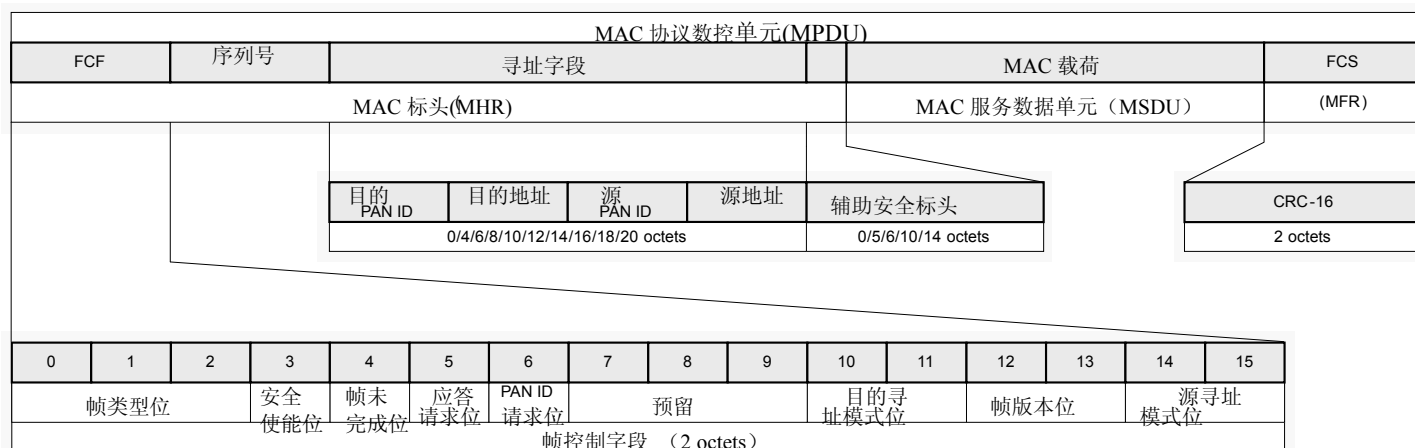 MAC 协议数控单元(MPDU)
FCF 序列号 寻址字段 MAC 载荷 FCS
MAC 标头(MHR) MAC 服务数据单元（MSDU） (MFR)
目的 PAN ID 目的地址 源 PAN ID 源地址 辅助安全标头 CRC-16
0/4/6/8/10/12/14/16/18/20 octets 0/5/6/10/14 octets 2 octets
0 1 2 3 4 5 6 7 8 9 10 11 12 13 14 15
帧类型位 安全使能位 帧未完成位 应答请求位 PAN ID 请求位 预留 目的寻址模式位 帧版本位 源寻址模式位
帧控制字段 （2 octets）